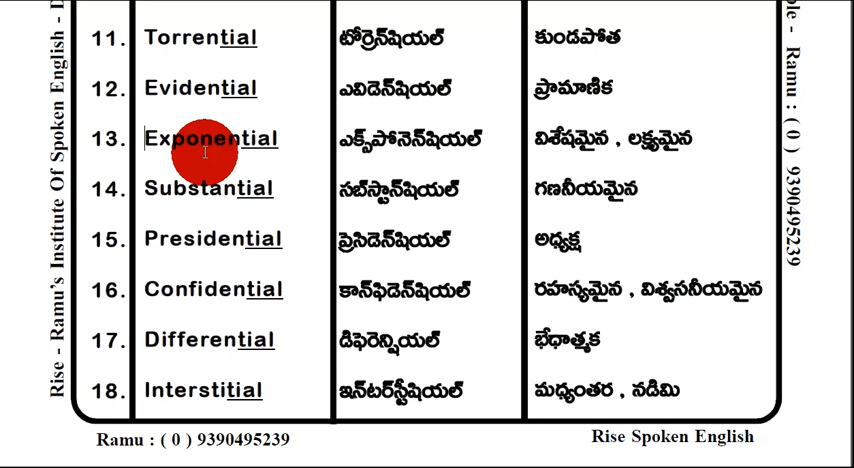 Rise - Ramu's Institute Of Spoken English - D
11. Torrential టోర్రెన్‌షియల్ కుండపోత
12. Evidential ఎవిడెన్‌షియల్ ప్రామాణిక
13. Exponential ఎక్స్‌పోనెన్‌షియల్ విశేషమైన , లక్ష్యమైన
14. Substantial సబ్‌స్టాన్‌షియల్ గణనీయమైన
15. Presidential ప్రెసిడెన్‌షియల్ అధ్యక్ష
16. Confidential కాన్‌ఫిడెన్‌షియల్ రహస్యమైన , విశ్వసనీయమైన
17. Differential డిఫెరెన్షియల్ భేధాత్మక
18. Interstitial ఇన్‌టర్‌స్టీషియల్ మధ్యంతర , నడిమి
ple - Ramu : ( 0 ) 9390495239
Ramu : ( 0 ) 9390495239
Rise Spoken English